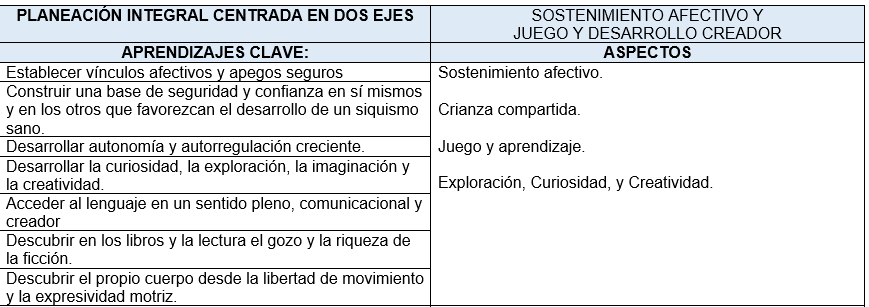 PLANEACIÓN INTEGRAL CENTRADA EN DOS EJES
SOSTENIMIENTO AFECTIVO Y
JUEGO Y DESARROLLO CREADOR
APRENDIZAJES CLAVE:
ASPECTOS
Establecer vínculos afectivos y apegos seguros
Construir una base de seguridad y confianza en sí mismos
y en los otros que favorezcan el desarrollo de un siquismo
sano.
Desarrollar autonomía y autorregulación creciente.
Desarrollar la curiosidad, la exploración, la imaginación y
la creatividad.
Acceder al lenguaje en un sentido pleno, comunicacional y
creador
Descubrir en los libros y la lectura el gozo y la riqueza de
la ficción.
Descubrir el propio cuerpo desde la libertad de movimiento
y la expresividad motriz.
Sostenimiento afectivo.
Crianza compartida.
Juego y aprendizaje.
Exploración, Curiosidad, y Creatividad.